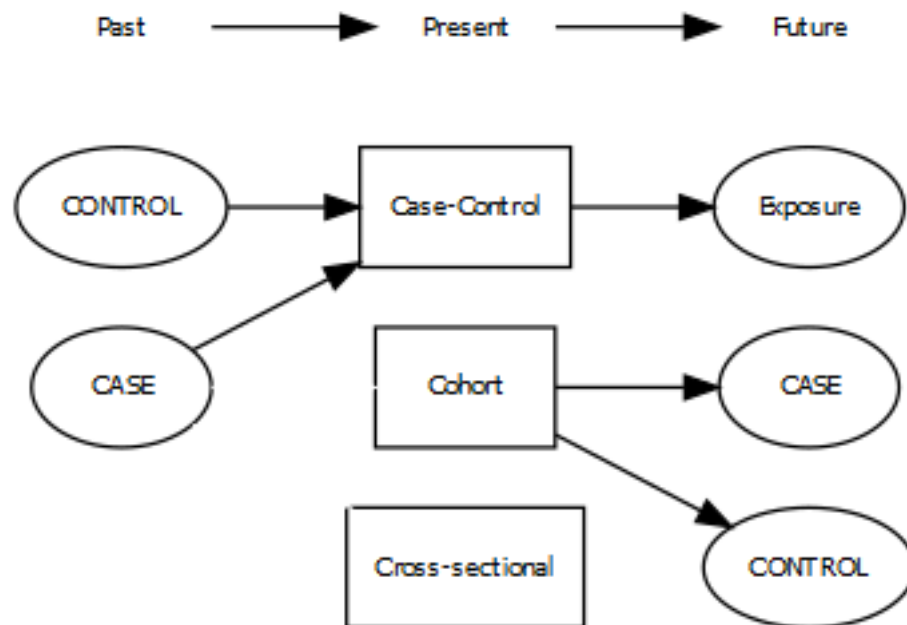 Past Present Future
CONTROL Case-Control Exposure
CASE Cohort CASE
Cross-sectional CONTROL